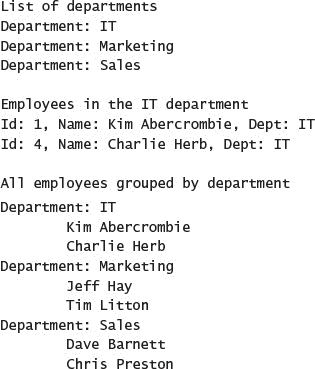 List of departments
Department: IT
Department: Marketing
Department: Sales
Employees in the IT department
Id: 1, Name: Kim Abercrombie, Dept: IT
Id: 4, Name: Charlie Herb, Dept: IT
All employees grouped by department
Department: IT
Kim Abercrombie
Charlie Herb
Department: Marketing
Jeff Hay
Tim Litton
Department: Sales
Dave Barnett
Chris Preston